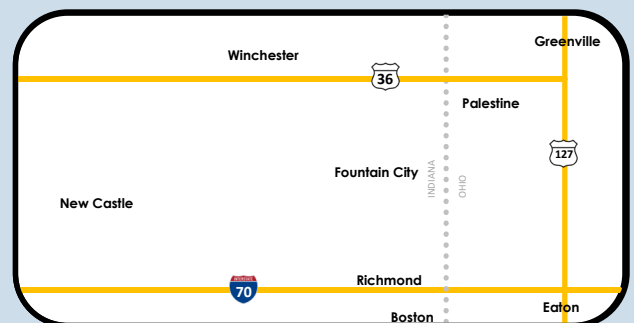 Greenville
Winchester
36
Palestine
127
Fountain City
INDIANA
OHIO
New Castle
Richmond
70
Eaton
Boston